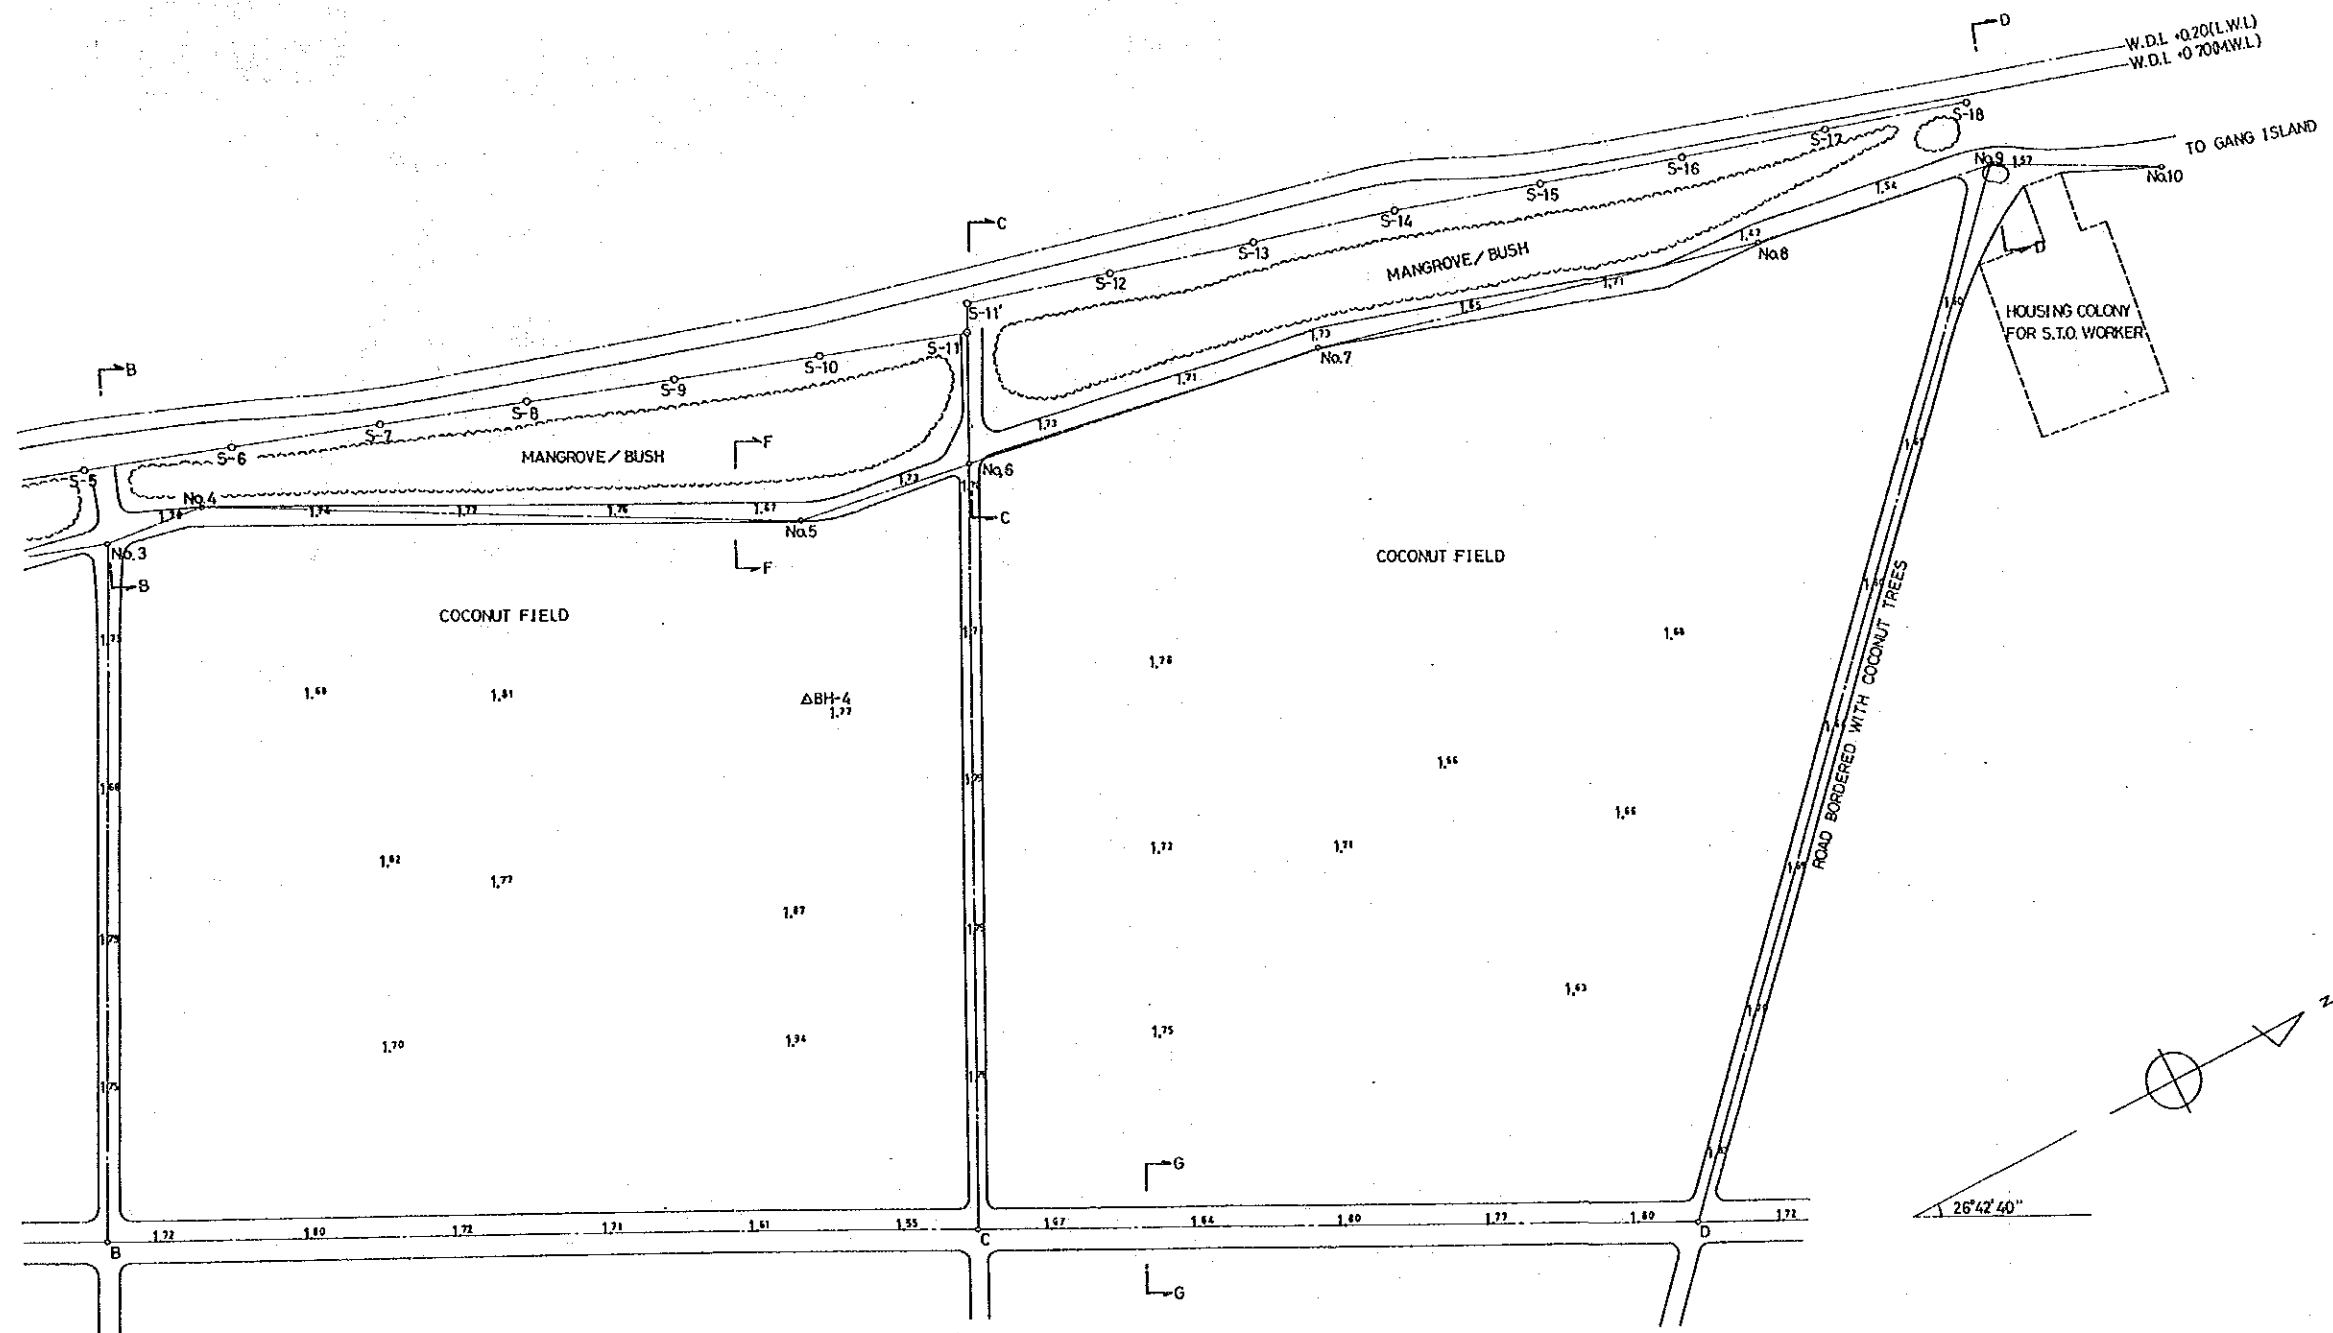 D
W.D.L +0.20(L.W.L)
W.D.L +0.70(M.W.L)
S-18
TO GANG ISLAND
S-17
No.9
1.57
No.10
S-16
1.54
S-15
S-14
C
1.42
No.8
S-13
MANGROVE/BUSH
D
S-12
1.71
1.65
S-11'
HOUSING COLONY
FOR S.T.O. WORKER
1.73
No.7
S-11
S-10
B
1.71
S-9
S-8
1.73
S-7
F
MANGROVE/BUSH
S-6
No.6
S-5
1.73
No.4
1.74
1.77
1.76
1.67
C
No.5
No.3
COCONUT FIELD
F
B
COCONUT FIELD
1.68
1.78
ROAD BORDERED WITH COCONUT TREES
1.81
BH-4
1.77
1.66
1.66
1.72
1.71
1.82
1.77
1.87
1.63
1.75
1.94
1.70
N
G
26°42'40"
1.72
1.80
1.72
1.71
1.61
1.55
1.67
1.64
1.80
1.77
1.80
1.72
B
C
D
G